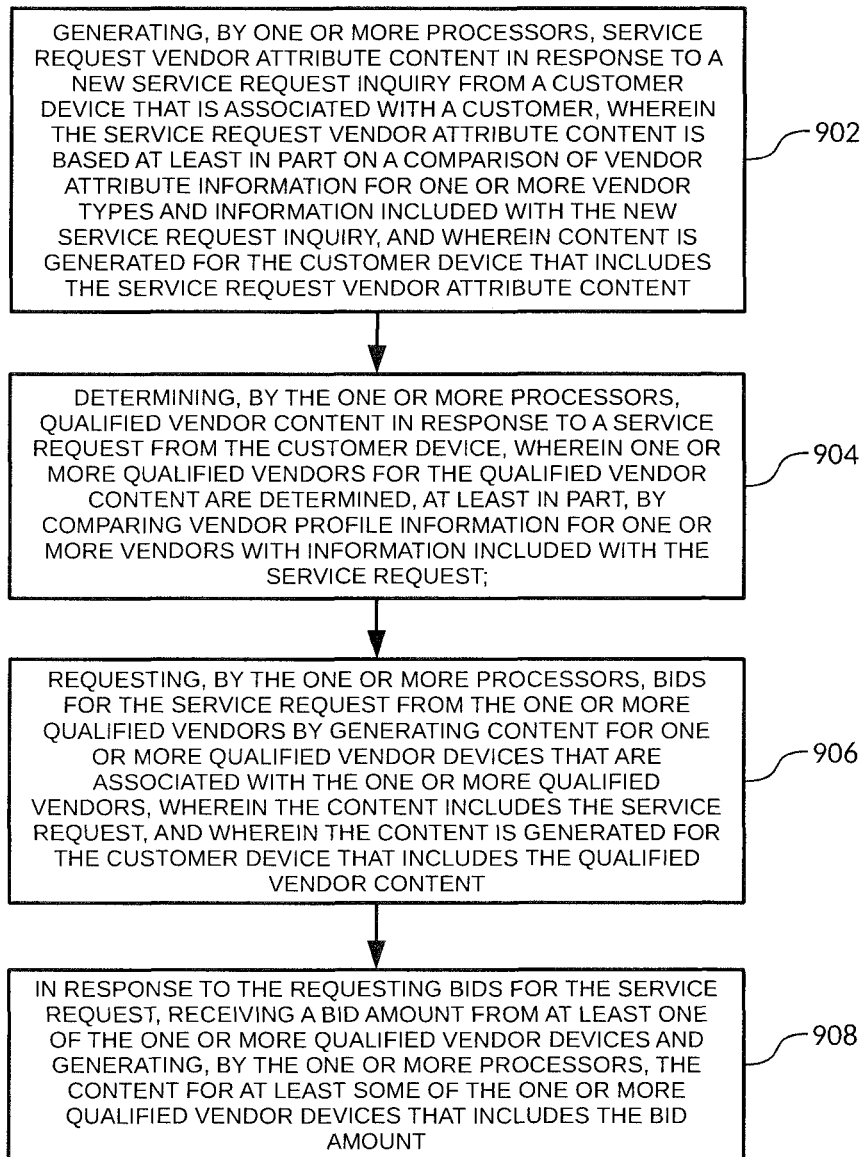 GENERATING, BY ONE OR MORE PROCESSORS, SERVICE
REQUEST VENDOR ATTRIBUTE CONTENT IN RESPONSE TO A
NEW SERVICE REQUEST INQUIRY FROM A CUSTOMER
DEVICE THAT IS ASSOCIATED WITH A CUSTOMER, WHEREIN
THE SERVICE REQUEST VENDOR ATTRIBUTE CONTENT IS
BASED AT LEAST IN PART ON A COMPARISON OF VENDOR
ATTRIBUTE INFORMATION FOR ONE OR MORE VENDOR
TYPES AND INFORMATION INCLUDED WITH THE NEW
SERVICE REQUEST INQUIRY, AND WHEREIN CONTENT IS
GENERATED FOR THE CUSTOMER DEVICE THAT INCLUDES
THE SERVICE REQUEST VENDOR ATTRIBUTE CONTENT
902
DETERMINING, BY THE ONE OR MORE PROCESSORS,
QUALIFIED VENDOR CONTENT IN RESPONSE TO A SERVICE
REQUEST FROM THE CUSTOMER DEVICE, WHEREIN ONE OR
MORE QUALIFIED VENDORS FOR THE QUALIFIED VENDOR
CONTENT ARE DETERMINED, AT LEAST IN PART, BY
COMPARING VENDOR PROFILE INFORMATION FOR ONE OR
MORE VENDORS WITH INFORMATION INCLUDED WITH THE
SERVICE REQUEST;
904
REQUESTING, BY THE ONE OR MORE PROCESSORS, BIDS
FOR THE SERVICE REQUEST FROM THE ONE OR MORE
QUALIFIED VENDORS BY GENERATING CONTENT FOR ONE
OR MORE QUALIFIED VENDOR DEVICES THAT ARE
ASSOCIATED WITH THE ONE OR MORE QUALIFIED
VENDORS, WHEREIN THE CONTENT INCLUDES THE SERVICE
REQUEST, AND WHEREIN THE CONTENT IS GENERATED FOR
THE CUSTOMER DEVICE THAT INCLUDES THE QUALIFIED
VENDOR CONTENT
906
IN RESPONSE TO THE REQUESTING BIDS FOR THE SERVICE
REQUEST, RECEIVING A BID AMOUNT FROM AT LEAST ONE
OF THE ONE OR MORE QUALIFIED VENDOR DEVICES AND
GENERATING, BY THE ONE OR MORE PROCESSORS, THE
CONTENT FOR AT LEAST SOME OF THE ONE OR MORE
QUALIFIED VENDOR DEVICES THAT INCLUDES THE BID
AMOUNT
908